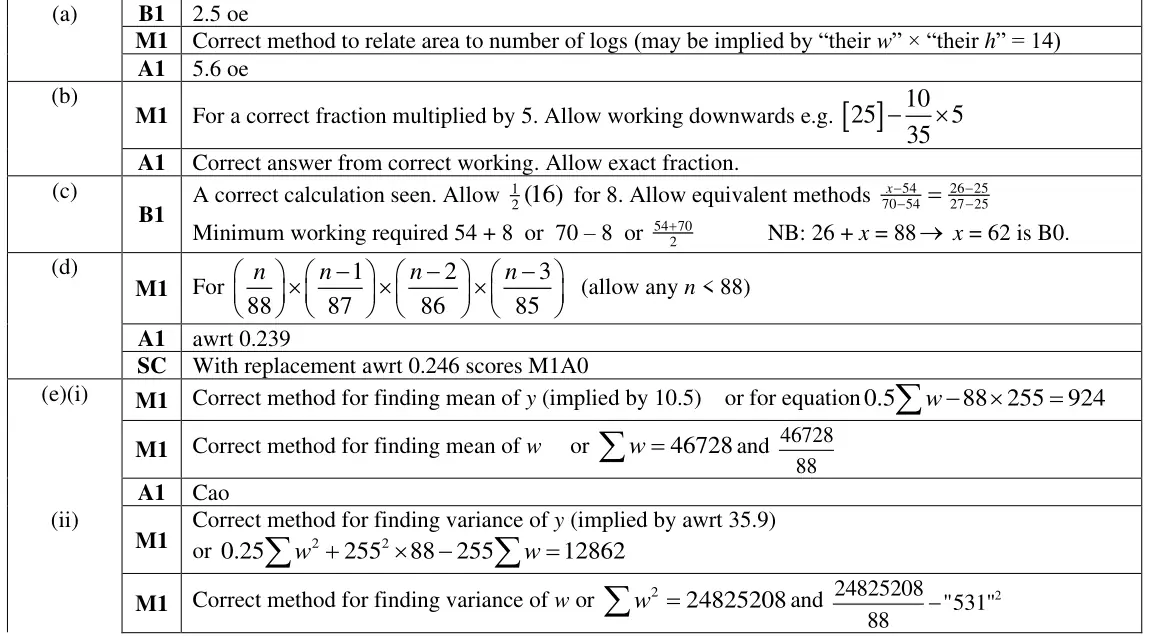 (a) B1 2.5 oe
M1 Correct method to relate area to number of logs (may be implied by “their w” × “their h” = 14)
A1 5.6 oe
(b) M1 For a correct fraction multiplied by 5. Allow working downwards e.g. [25] − 10/35 × 5
A1 Correct answer from correct working. Allow exact fraction.
(c) B1 A correct calculation seen. Allow 1/2 (16) for 8. Allow equivalent methods (x−54)/(70−54) = (26−25)/(27−25)
Minimum working required 54 + 8 or 70 – 8 or (54+70)/2 NB: 26 + x = 88 → x = 62 is B0.
(d) M1 For (n/88) × ((n−1)/87) × ((n−2)/86) × ((n−3)/85) (allow any n < 88)
A1 awrt 0.239
SC With replacement awrt 0.246 scores M1A0
(e)(i) M1 Correct method for finding mean of y (implied by 10.5) or for equation 0.5∑w − 88 × 255 = 924
M1 Correct method for finding mean of w or ∑w = 46728 and 46728/88
A1 Cao
(ii) M1 Correct method for finding variance of y (implied by awrt 35.9)
or 0.25∑w² + 255² × 88 − 255∑w = 12862
M1 Correct method for finding variance of w or ∑w² = 24825208 and 24825208/88 − "531"²